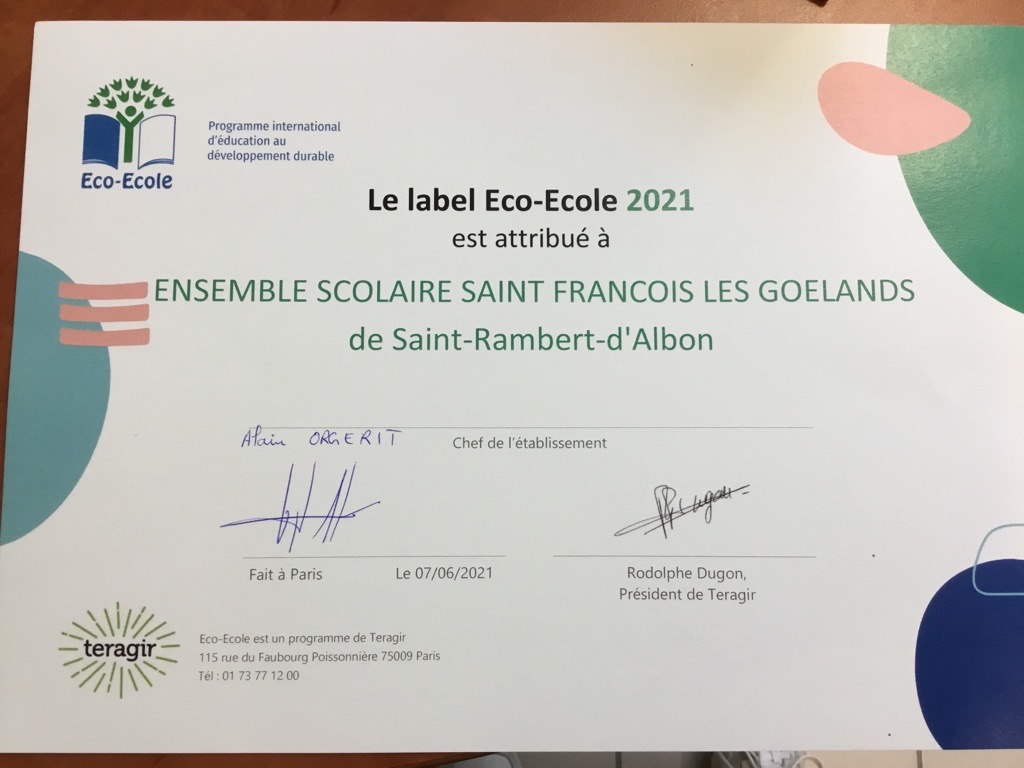 Eco-Ecole
Programme international
d'éducation au
développement durable
Le label Eco-Ecole 2021
est attribué à
ENSEMBLE SCOLAIRE SAINT FRANCOIS LES GOELANDS
de Saint-Rambert-d'Albon
Alain ORGERIT
Chef de l'établissement
Fait à Paris Le 07/06/2021
Rodolphe Dugon,
Président de Teragir
teragir
Eco-Ecole est un programme de Teragir
115 rue du Faubourg Poissonnière 75009 Paris
Tél : 01 73 77 12 00